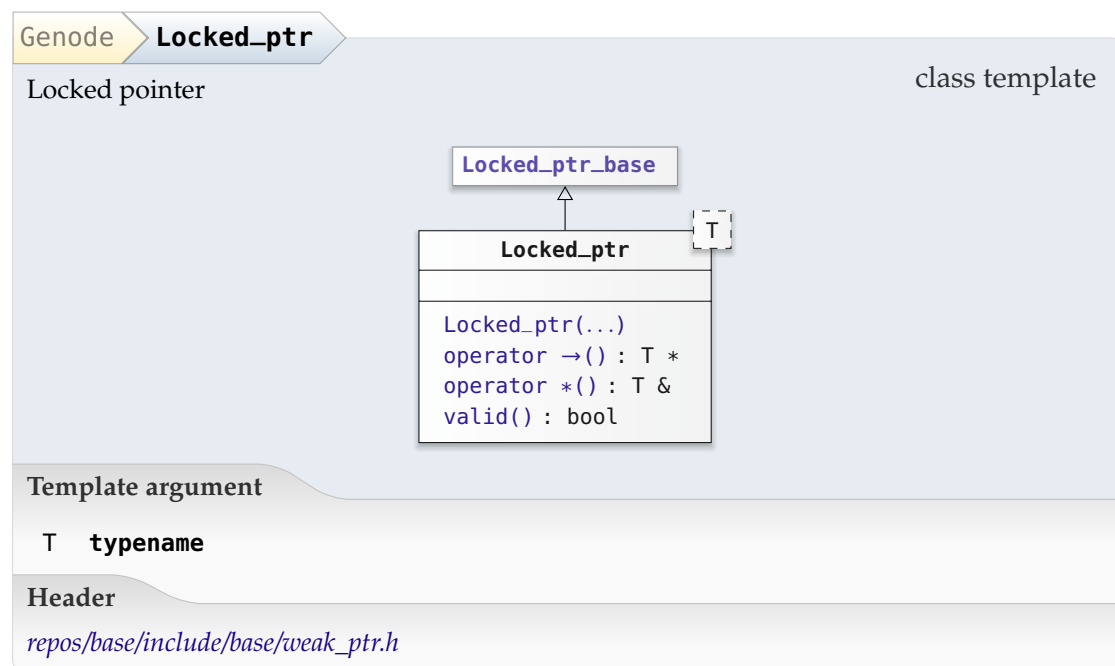 Genode Locked_ptr
Locked pointer
class template
Locked_ptr_base
T
Locked_ptr
Locked_ptr(...)
operator →() : T *
operator *() : T &
valid() : bool
Template argument
T typename
Header
repos/base/include/base/weak_ptr.h